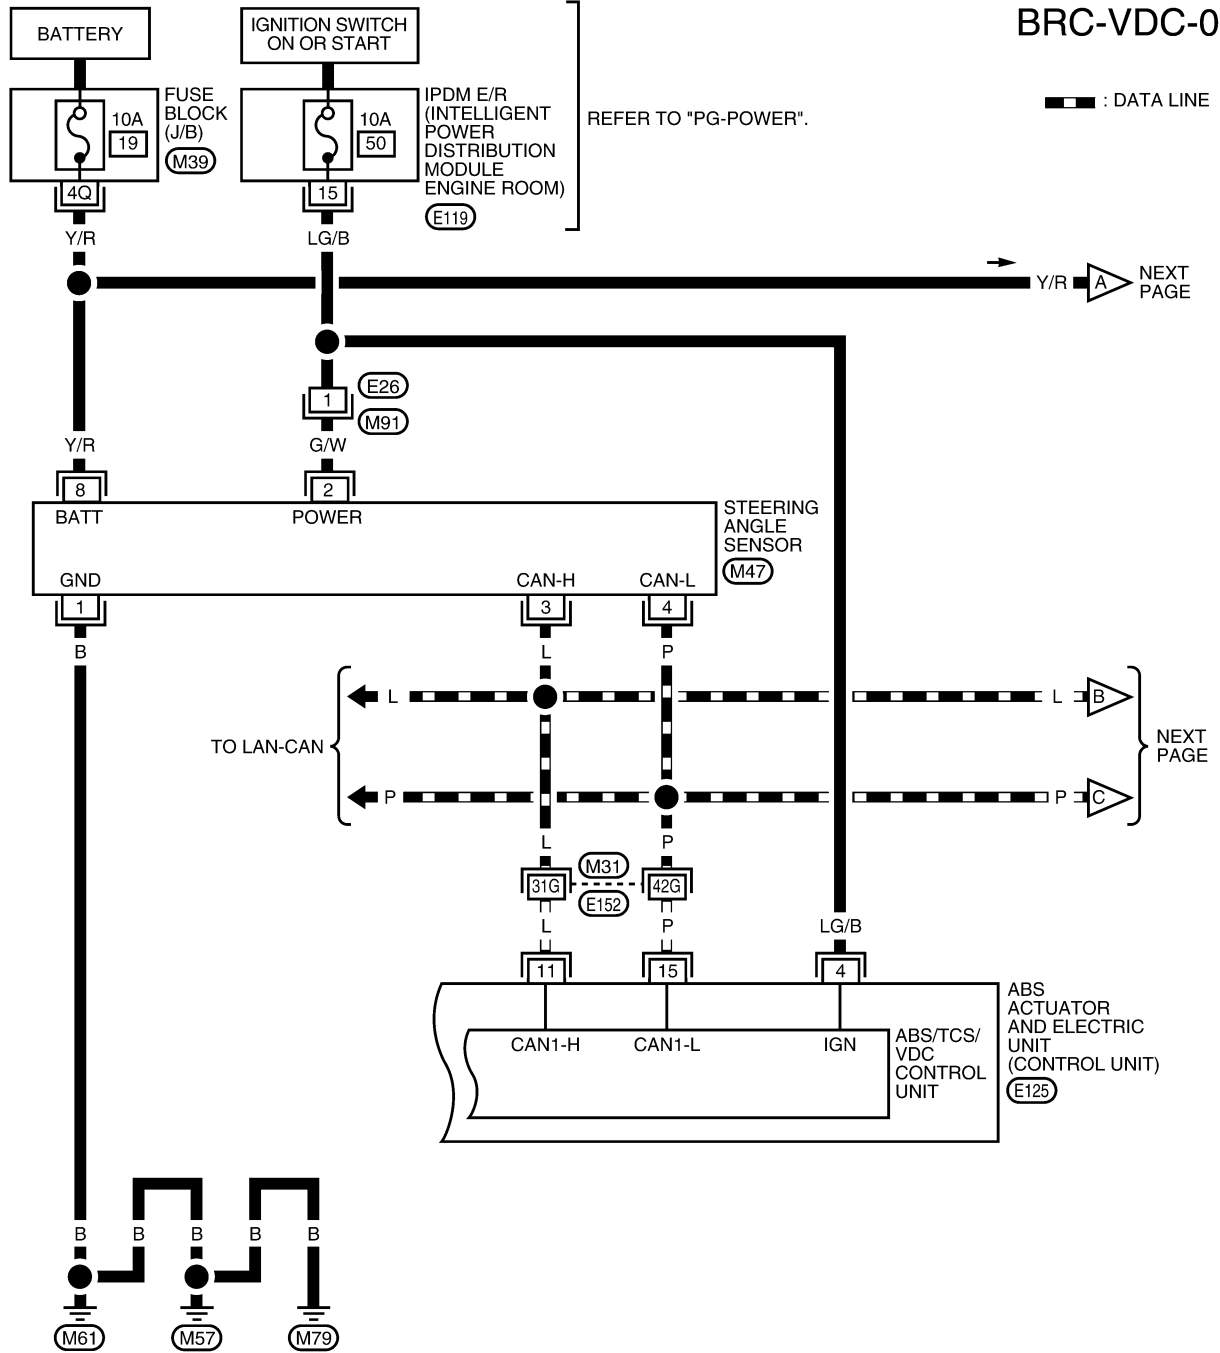 BRC-VDC-0
BATTERY
IGNITION SWITCH
ON OR START
: DATA LINE
10A
19
FUSE
BLOCK
(J/B)
M39
10A
50
IPDM E/R
(INTELLIGENT
POWER
DISTRIBUTION
MODULE
ENGINE ROOM)
E119
REFER TO "PG-POWER".
4Q
15
Y/R
LG/B
Y/R
A
NEXT
PAGE
1
E26
M91
Y/R
G/W
8
2
BATT
POWER
STEERING
ANGLE
SENSOR
M47
GND
CAN-H
CAN-L
1
3
4
B
L
P
L
L
B
TO LAN-CAN
NEXT
PAGE
P
P
C
L
P
31G
M31
E152
42G
L
P
LG/B
11
15
4
CAN1-H
CAN1-L
IGN
ABS/TCS/
VDC
CONTROL
UNIT
ABS
ACTUATOR
AND ELECTRIC
UNIT
(CONTROL UNIT)
E125
B
B
B
B
B
M61
M57
M79